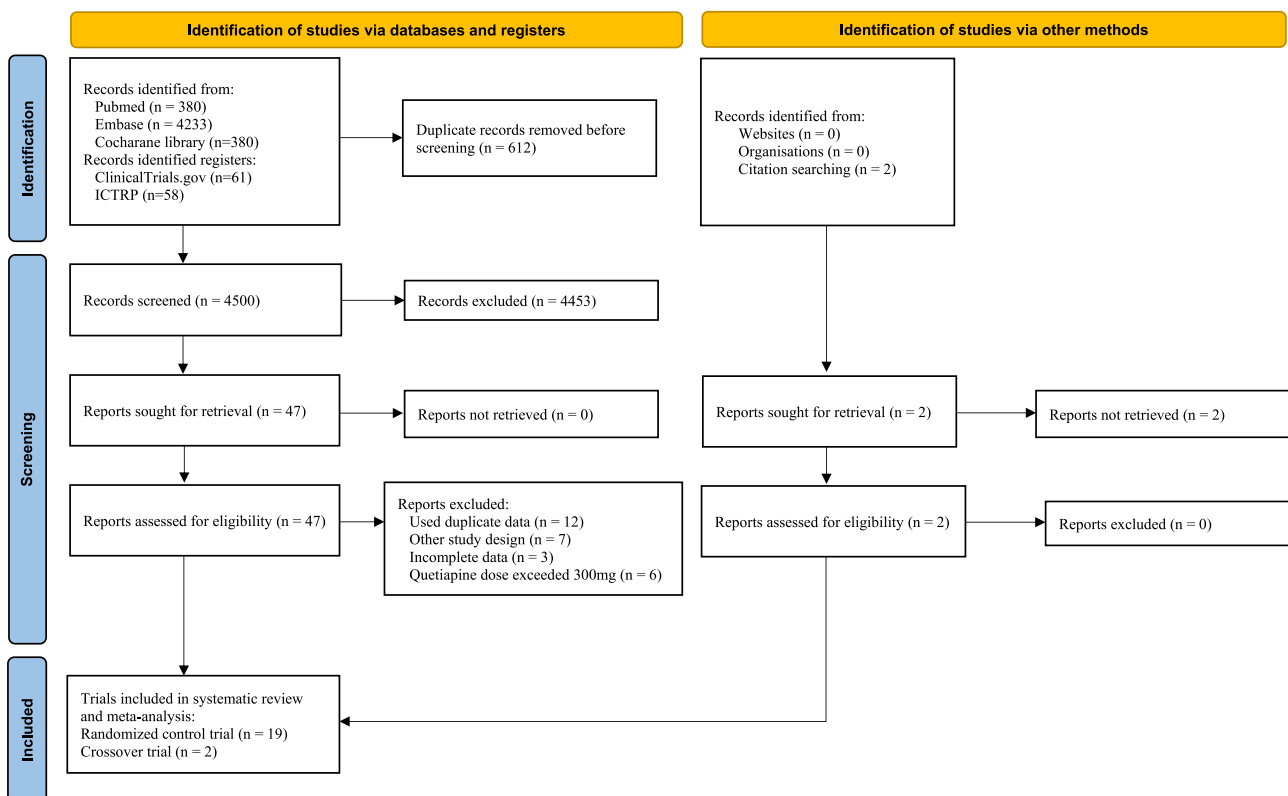 Identification of studies via databases and registers
Identification of studies via other methods
Identification
Records identified from:
Pubmed (n = 380)
Embase (n = 4233)
Cocharane library (n=380)
Records identified registers:
ClinicalTrials.gov (n=61)
ICTRP (n=58)
Duplicate records removed before
screening (n = 612)
Records identified from:
Websites (n = 0)
Organisations (n = 0)
Citation searching (n = 2)
Screening
Records screened (n = 4500)
Records excluded (n = 4453)
Reports sought for retrieval (n = 47)
Reports not retrieved (n = 0)
Reports sought for retrieval (n = 2)
Reports not retrieved (n = 2)
Reports assessed for eligibility (n = 47)
Reports excluded:
Used duplicate data (n = 12)
Other study design (n = 7)
Incomplete data (n = 3)
Quetiapine dose exceeded 300mg (n = 6)
Reports assessed for eligibility (n = 2)
Reports excluded (n = 0)
Included
Trials included in systematic review
and meta-analysis:
Randomized control trial (n = 19)
Crossover trial (n = 2)